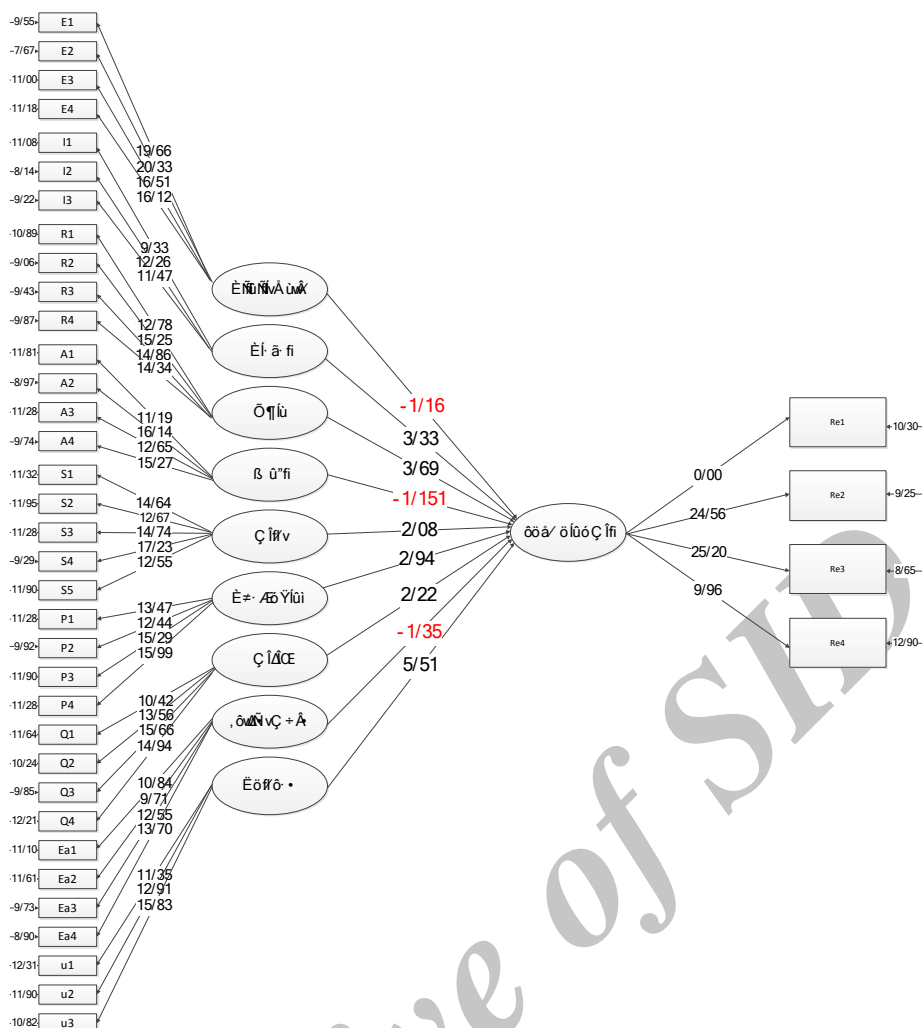 -9/55 E1
-7/67 E2
-11/00 E3
-11/18 E4
-11/08 I1
-8/14 I2
-9/22 I3
-10/89 R1
-9/06 R2
-9/43 R3
-9/87 R4
-11/81 A1
-8/97 A2
-11/28 A3
-9/74 A4
-11/32 S1
-11/95 S2
-11/28 S3
-9/29 S4
-11/90 S5
-11/28 P1
-9/92 P2
-11/90 P3
-11/28 P4
-11/64 Q1
-10/24 Q2
-9/85 Q3
-12/21 Q4
-11/10 Ea1
-11/61 Ea2
-9/73 Ea3
-8/90 Ea4
-12/31 u1
-11/90 u2
-10/82 u3
19/66
20/33
16/51
16/12
9/33
12/26
11/47
12/78
15/25
14/86
14/34
11/19
16/14
12/65
15/27
14/64
12/67
14/74
17/23
12/55
13/47
12/44
15/29
15/99
10/42
13/56
15/66
14/94
10/84
9/71
12/55
13/70
11/35
12/91
15/83
-1/16
3/33
3/69
-1/151
2/08
2/94
2/22
-1/35
5/51
0/00
24/56
25/20
9/96
Re1 10/30
Re2 9/25
Re3 8/65
Re4 12/90
ive of SID